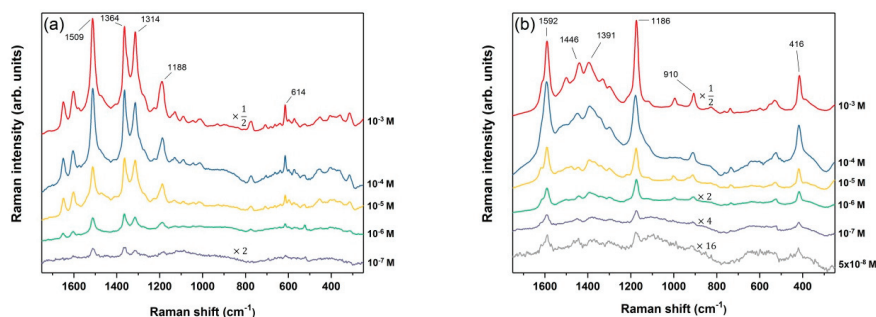 (a)
1364
1314
1509
1188
614
× 1/2
10⁻³ M
10⁻⁴ M
10⁻⁵ M
10⁻⁶ M
× 2
10⁻⁷ M
Raman intensity (arb. units)
1600 1400 1200 1000 800 600 400
Raman shift (cm⁻¹)
(b)
1592
1186
1446
1391
910
416
× 1/2
10⁻³ M
10⁻⁴ M
10⁻⁵ M
× 2
10⁻⁶ M
× 4
10⁻⁷ M
× 16
5x10⁻⁸ M
Raman intensity (arb. units)
1600 1400 1200 1000 800 600 400
Raman shift (cm⁻¹)